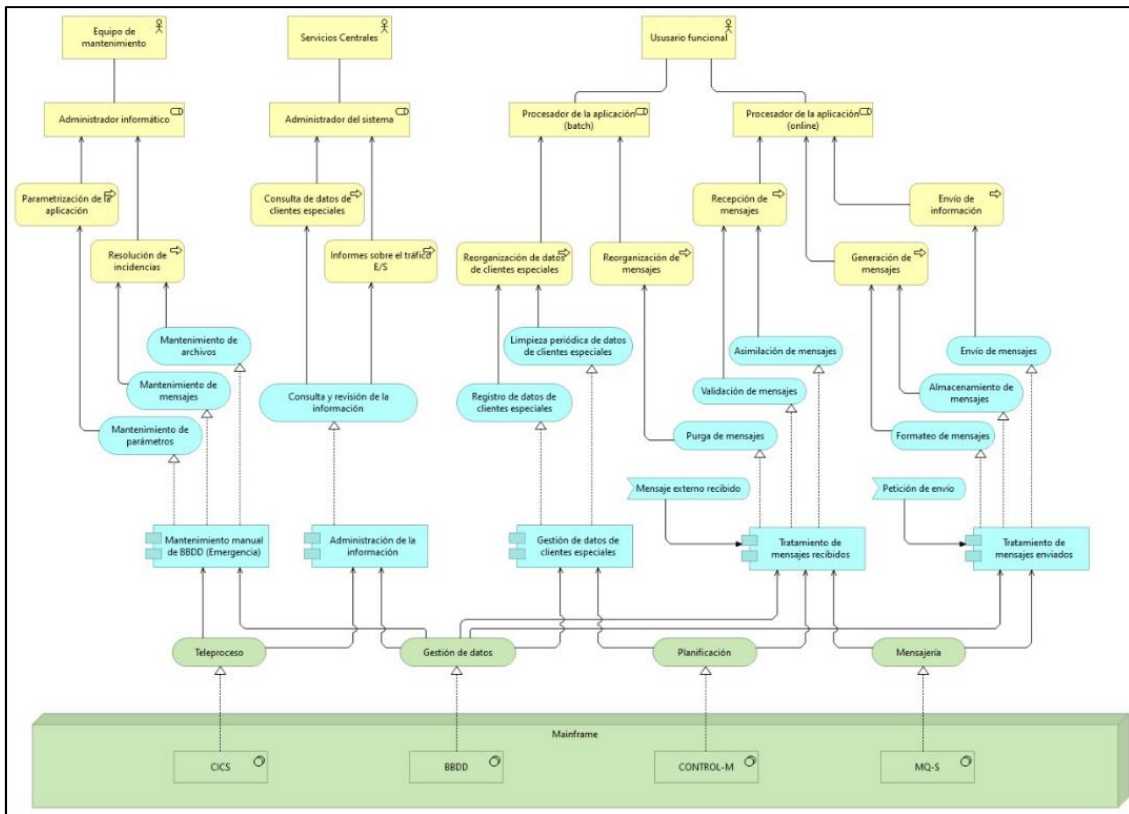 Equipo de
mantenimiento
Servicios Centrales
Ususario funcional
Administrador informático
Administrador del sistema
Procesador de la aplicación
(batch)
Procesador de la aplicación
(online)
Parametrización de la
aplicación
Consulta de datos de
clientes especiales
Recepción de
mensajes
Envío de
información
Resolución de
incidencias
Informes sobre el tráfico
E/S
Reorganización de datos
de clientes especiales
Reorganización de
mensajes
Generación de
mensajes
Mantenimiento de
archivos
Limpieza periódica de datos
de clientes especiales
Asimilación de mensajes
Envío de mensajes
Mantenimiento de
mensajes
Consulta y revisión de la
información
Registro de datos de
clientes especiales
Validación de mensajes
Almacenamiento de
mensajes
Mantenimiento de
parámetros
Purga de mensajes
Formateo de mensajes
Mensaje externo recibido
Petición de envío
Mantenimiento manual
de BBDD (Emergencia)
Administración de la
información
Gestión de datos de
clientes especiales
Tratamiento de
mensajes recibidos
Tratamiento de
mensajes enviados
Teleproceso
Gestión de datos
Planificación
Mensajería
Mainframe
CICS
BBDD
CONTROL-M
MQ-S